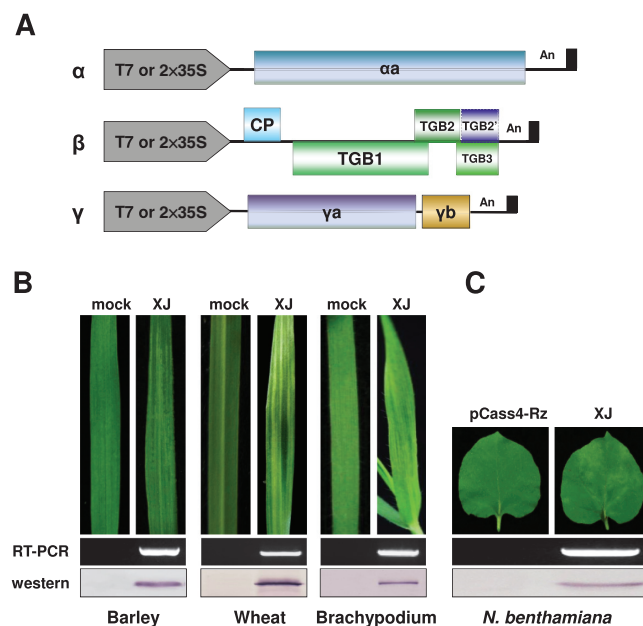 A
α T7 or 2×35S αa An
β T7 or 2×35S CP TGB1 TGB2 TGB2' TGB3 An
γ T7 or 2×35S γa γb An
B
mock XJ mock XJ mock XJ
RT-PCR
western
Barley Wheat Brachypodium
C
pCass4-Rz XJ
N. benthamiana